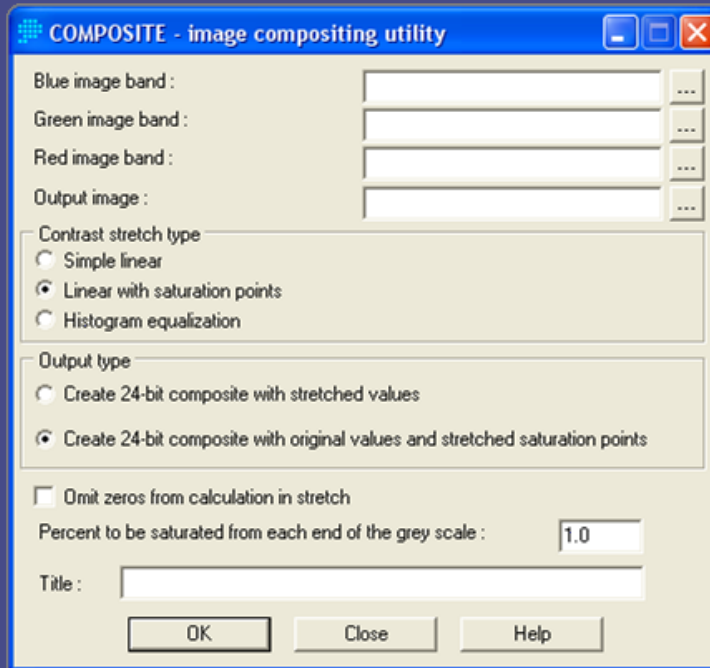 COMPOSITE - image compositing utility
Blue image band :
...
Green image band :
...
Red image band :
...
Output image :
...
Contrast stretch type
Simple linear
Linear with saturation points
Histogram equalization
Output type
Create 24-bit composite with stretched values
Create 24-bit composite with original values and stretched saturation points
Omit zeros from calculation in stretch
Percent to be saturated from each end of the grey scale : 1.0
Title :
OK Close Help